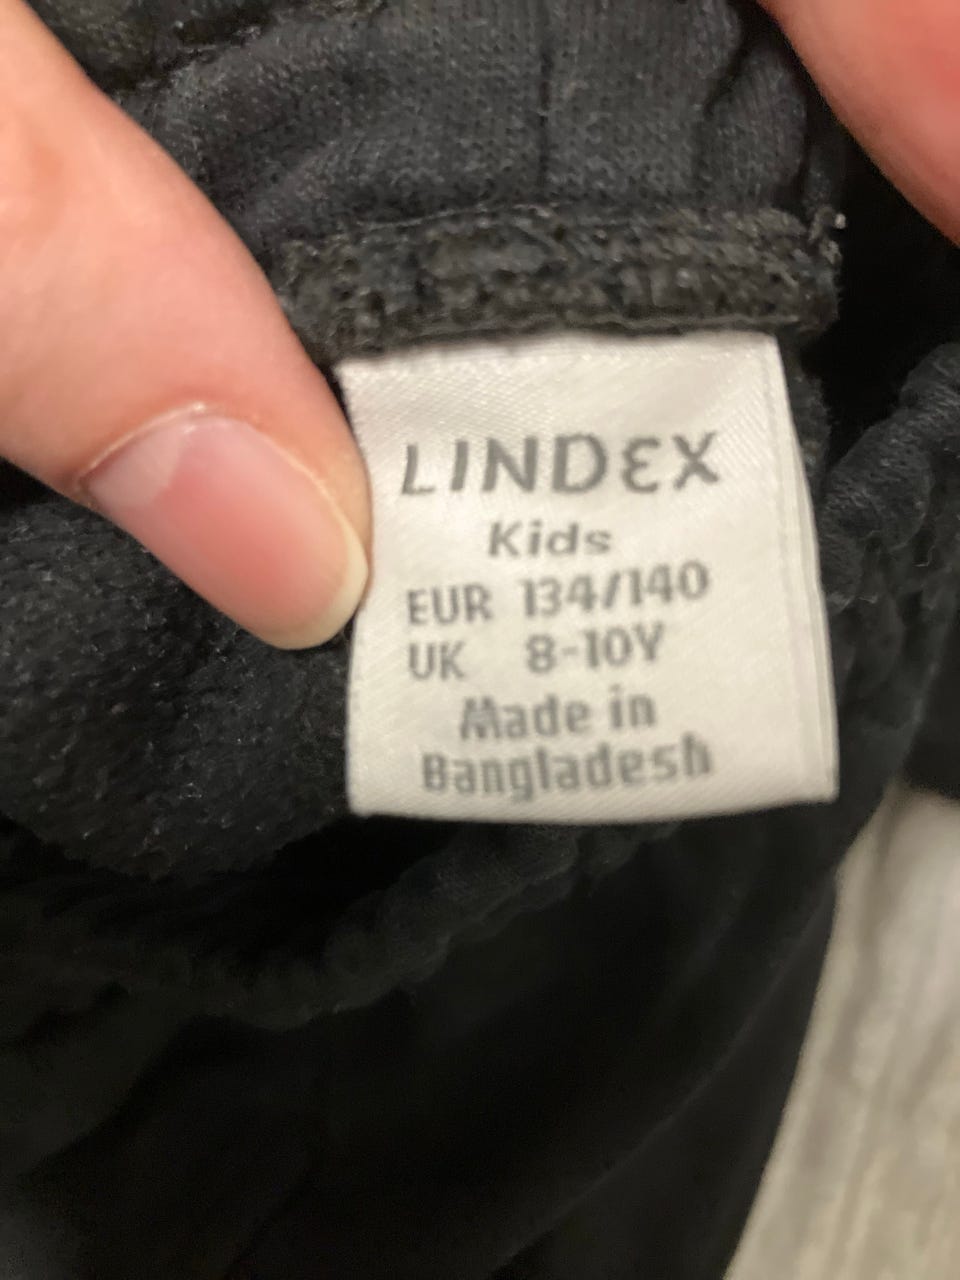 LINDEX
Kids
EUR 134/140
UK 8-10Y
Made in
Bangladesh